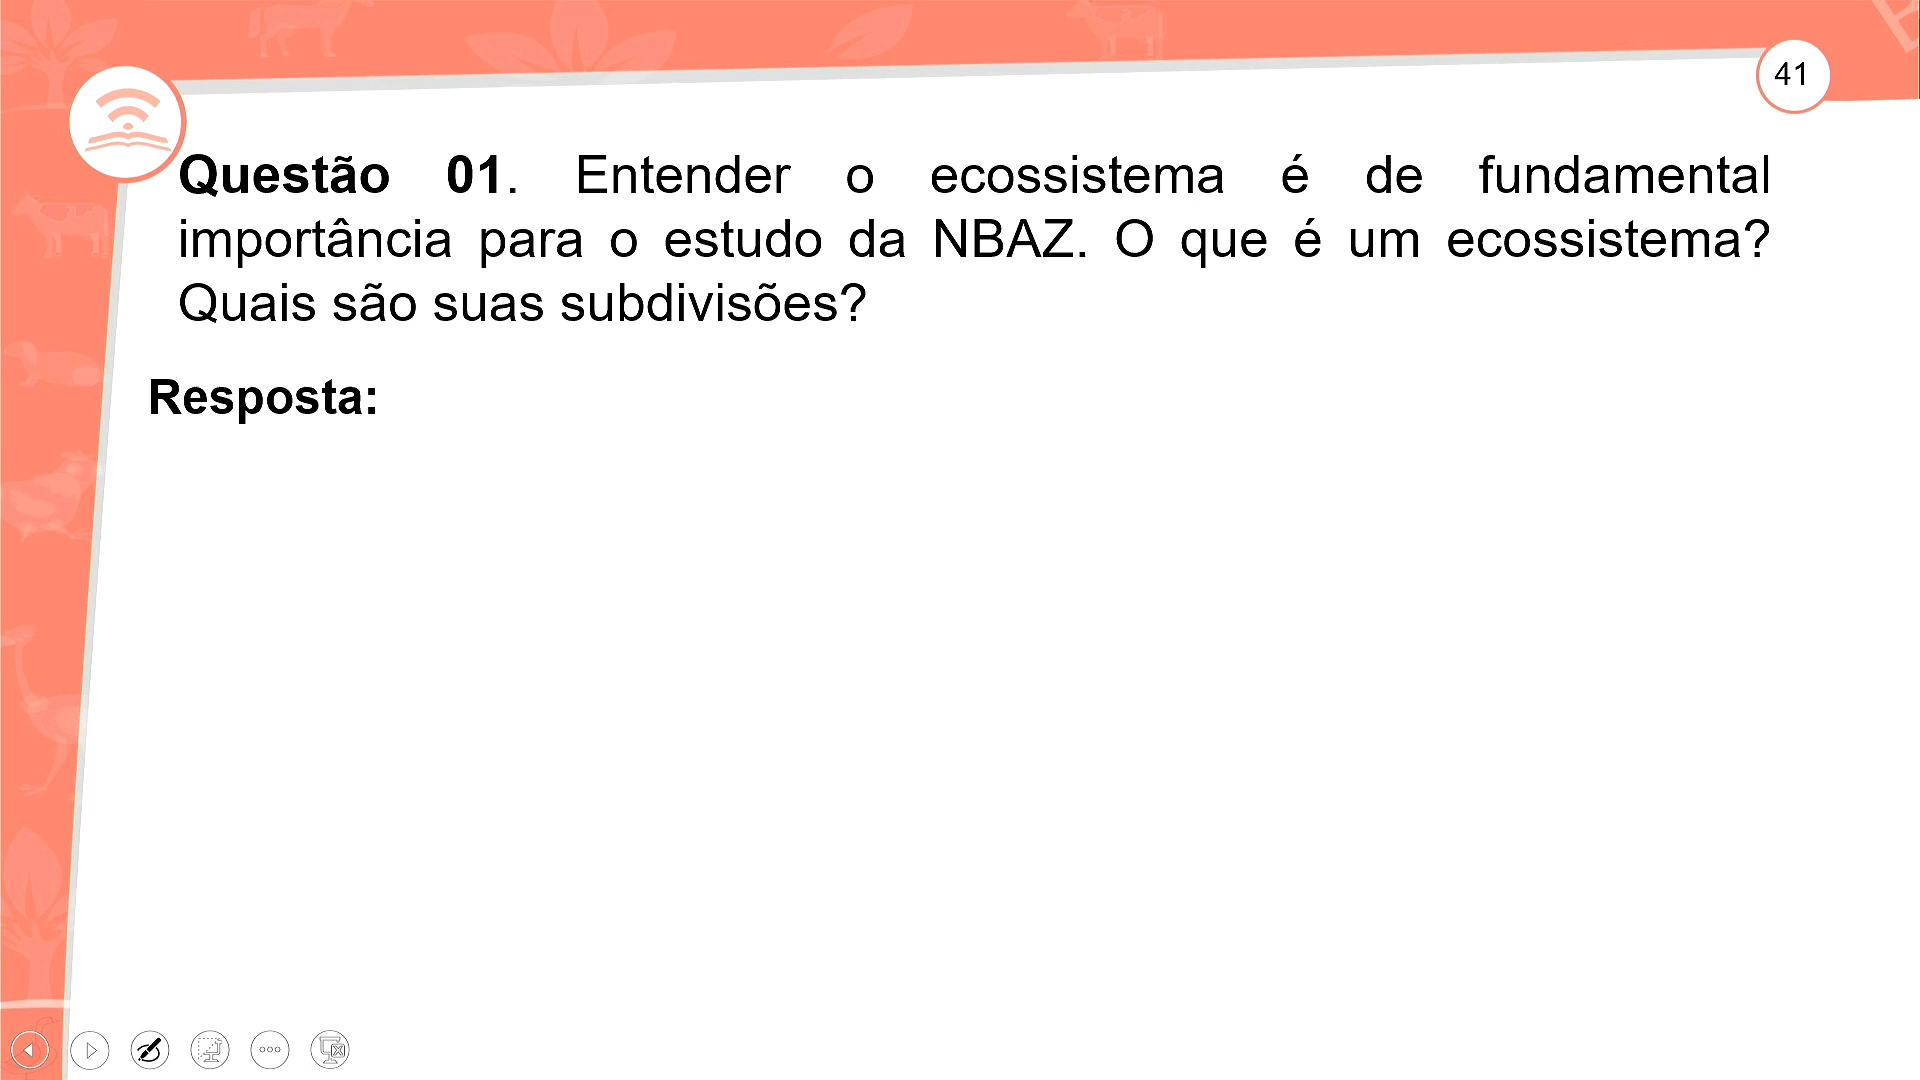 41
Questão 01. Entender o ecossistema é de fundamental
importância para o estudo da NBAZ. O que é um ecossistema?
Quais são suas subdivisões?
Resposta: